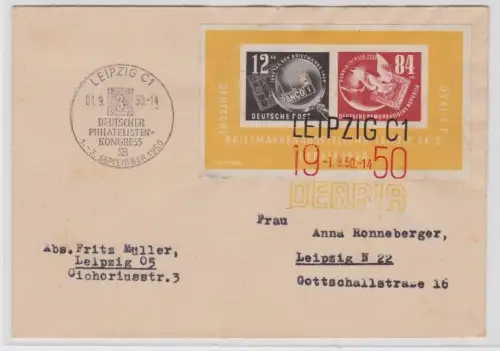 LEIPZIG C1
01.9. 50.-14
DEUTSCHER
PHILATELISTEN-
KONGRESS
1.-3. SEPTEMBER 1950
12
84
DEUTSCHE POST
LEIPZIG C1
19 -1.9.50.-14 50
DEBRIA
Frau
Anna Ronneberger,
Leipzig N 22
Gottschallstrasse 16
Abs. Fritz Müller,
Leipzig O5
Cichoriusstr.3